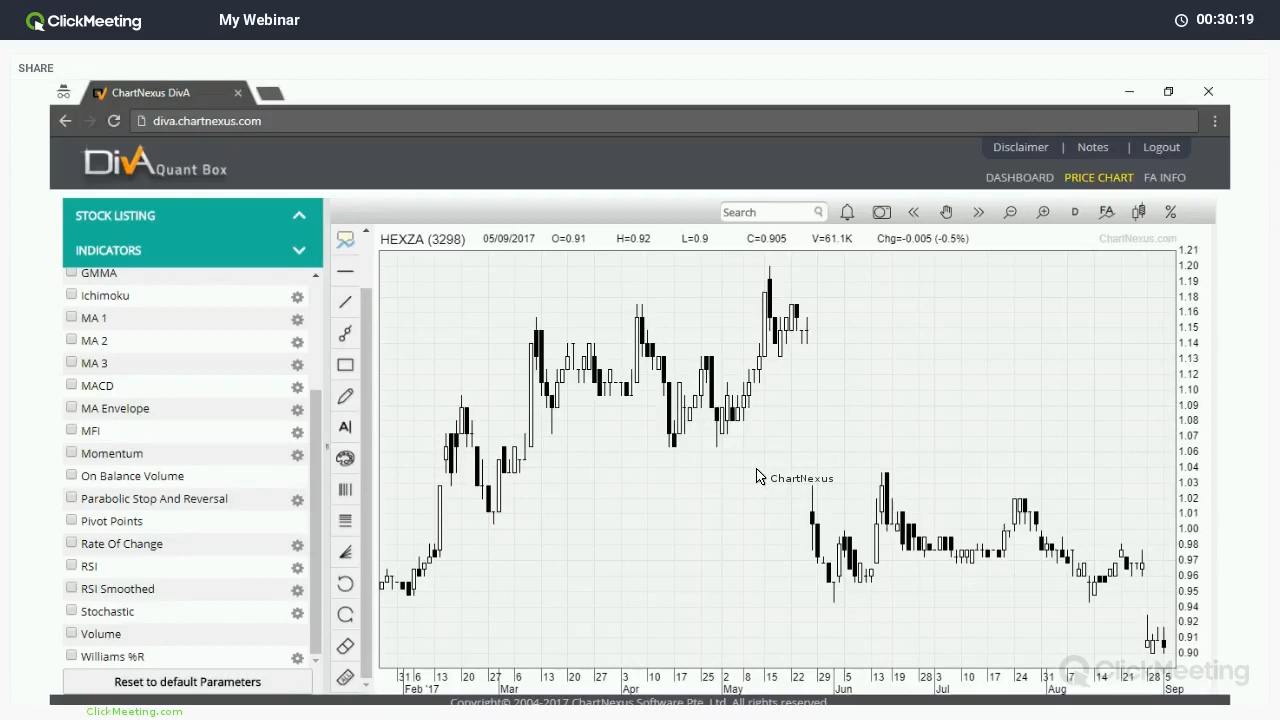 ClickMeeting My Webinar 00:30:19
SHARE
ChartNexus DivA
diva.chartnexus.com
Disclaimer | Notes | Logout
DivA Quant Box
DASHBOARD PRICE CHART FA INFO
STOCK LISTING
INDICATORS
GMMA
Ichimoku
MA 1
MA 2
MA 3
MACD
MA Envelope
MFI
Momentum
On Balance Volume
Parabolic Stop And Reversal
Pivot Points
Rate Of Change
RSI
RSI Smoothed
Stochastic
Volume
Williams %R
Reset to default Parameters
Search D FA %
HEXZA (3298) 05/09/2017 O=0.91 H=0.92 L=0.9 C=0.905 V=61.1K Chg=-0.005 (-0.5%) ChartNexus.com
A
1.21
1.20
1.19
1.18
1.16
1.15
1.14
1.13
1.12
1.10
1.09
1.08
1.07
1.06
1.04
1.03
1.02
1.00
0.98
0.97
0.96
0.95
0.94
0.92
0.91
0.90
ChartNexus
31 6 13 20 27 6 13 20 27 3 10 17 25 2 8 15 22 29 5 13 19 28 3 10 17 24 31 7 14 21 28 5
Feb '17 Mar Apr May Jun Jul Aug Sep
ClickMeeting
Copyright© 2004-2017 ChartNexus Software Pte. Ltd. All rights reserved.
ClickMeeting.com